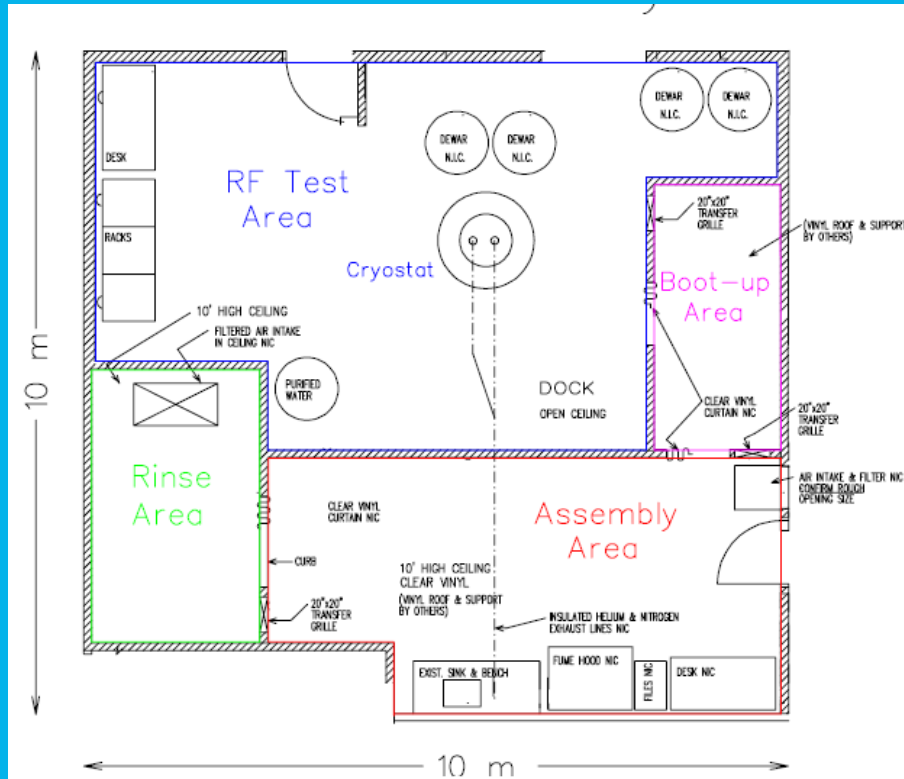 DEWAR
N.I.C.
DEWAR
N.I.C.
DEWAR
N.I.C.
DEWAR
N.I.C.
DESK
RF Test
Area
20"x20"
TRANSFER
GRILLE
(VINYL ROOF & SUPPORT
BY OTHERS)
RACKS
Cryostat
Boot-up
Area
10' HIGH CEILING
FILTERED AIR INTAKE
IN CEILING NIC
10 m
PURIFIED
WATER
DOCK
OPEN CEILING
CLEAR VINYL
CURTAIN NIC
20"x20"
TRANSFER
GRILLE
Rinse
Area
AIR INTAKE & FILTER NIC
CONFIRM ROUGH
OPENING SIZE
CLEAR VINYL
CURTAIN NIC
Assembly
Area
CURB
10' HIGH CEILING
CLEAR VINYL
(VINYL ROOF & SUPPORT
BY OTHERS)
20"x20"
TRANSFER
GRILLE
INSULATED HELIUM & NITROGEN
EXHAUST LINES NIC
EXIST. SINK & BENCH
FUME HOOD NIC
FILES NIC
DESK NIC
10 m